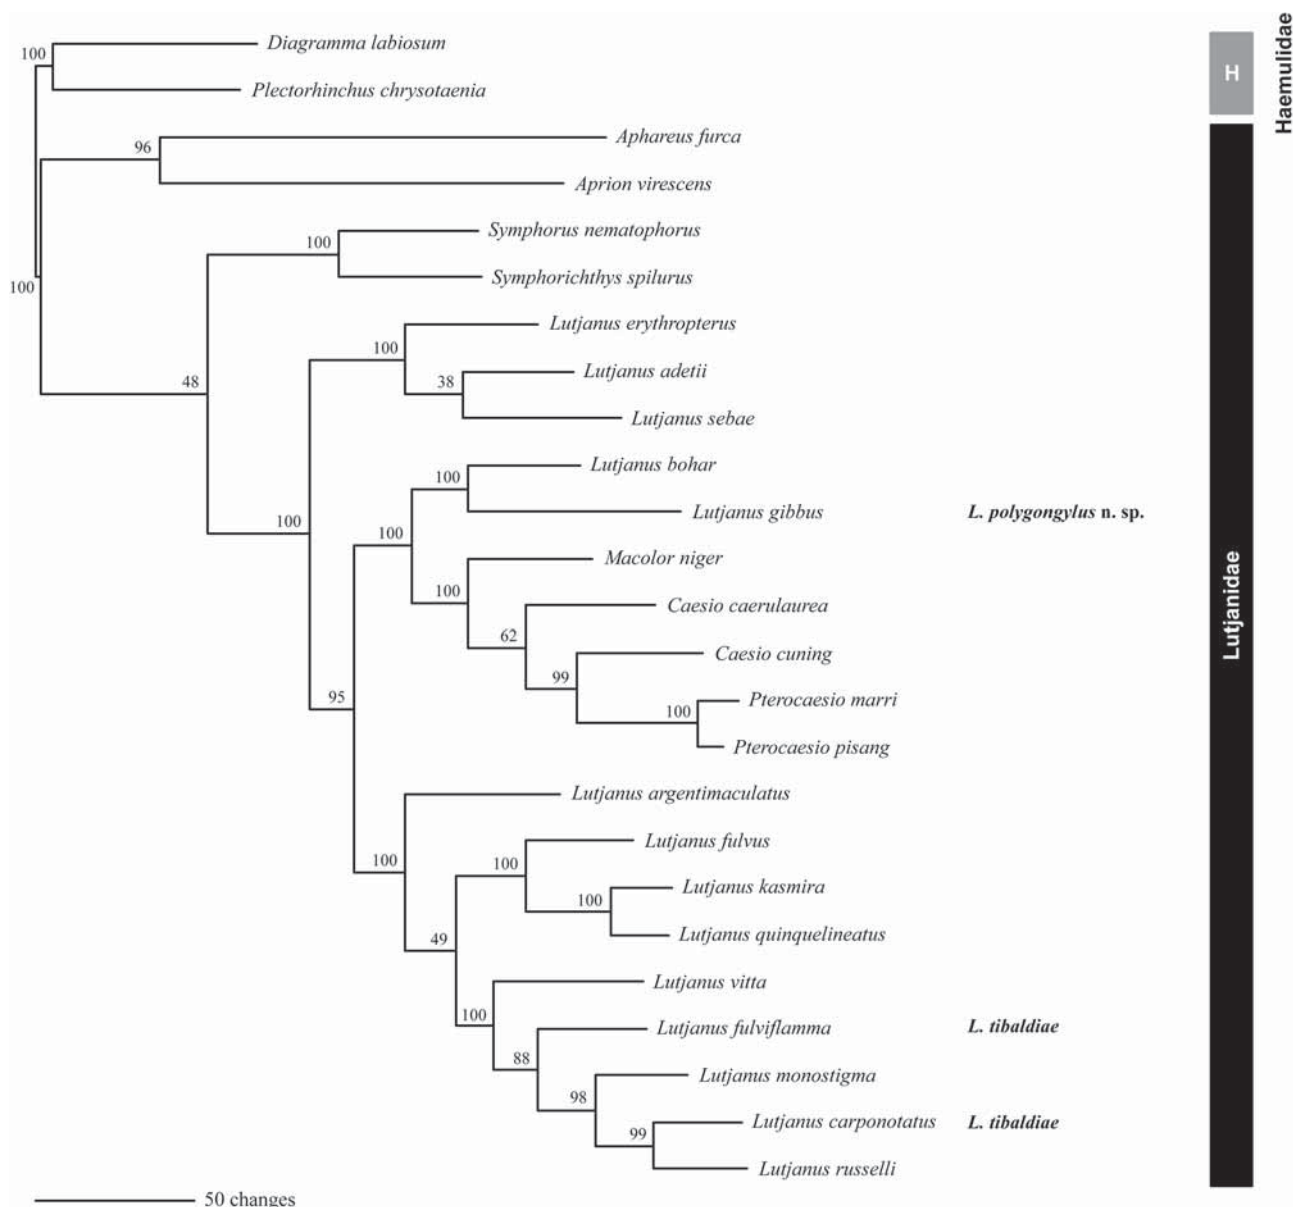 100
Diagramma labiosum
Plectorhinchus chrysotaenia
H
Haemulidae
96
Aphareus furca
Aprion virescens
100
Symphorus nematophorus
Symphorichthys spilurus
100
Lutjanus erythropterus
100
48
38
Lutjanus adetii
Lutjanus sebae
100
Lutjanus bohar
Lutjanus gibbus L. polygongylus n. sp.
100
100
Macolor niger
Lutjanidae
100
Caesio caerulaurea
62
Caesio cuning
99
95
Pterocaesio marri
100
Pterocaesio pisang
Lutjanus argentimaculatus
Lutjanus fulvus
100
100
Lutjanus kasmira
100
Lutjanus quinquelineatus
49
Lutjanus vitta
100
Lutjanus fulviflamma L. tibaldiae
88
Lutjanus monostigma
98
Lutjanus carponotatus L. tibaldiae
99
Lutjanus russelli
50 changes